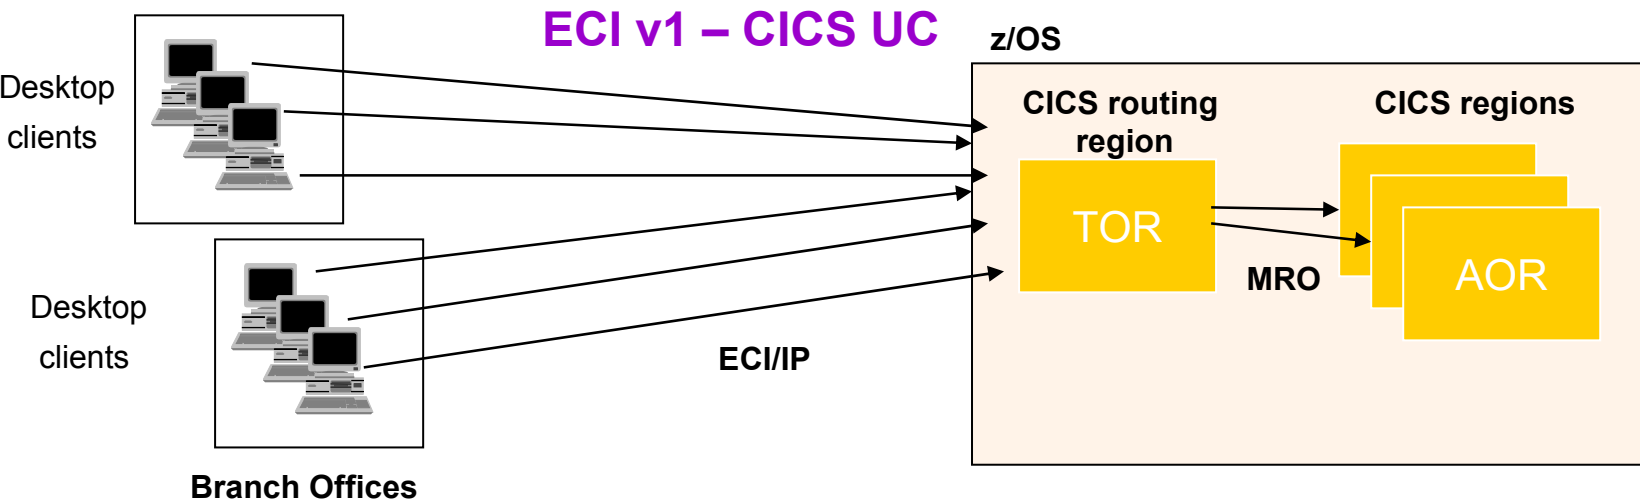 ECI v1 – CICS UC
z/OS
Desktop
clients
CICS routing
region
CICS regions
TOR
MRO
AOR
Desktop
clients
ECI/IP
Branch Offices